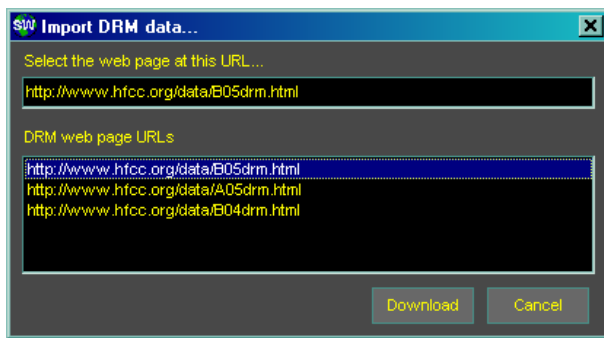 SW Import DRM data...
Select the web page at this URL...
http://www.hfcc.org/data/B05drm.html
DRM web page URLs
http://www.hfcc.org/data/B05drm.html
http://www.hfcc.org/data/A05drm.html
http://www.hfcc.org/data/B04drm.html
Download Cancel